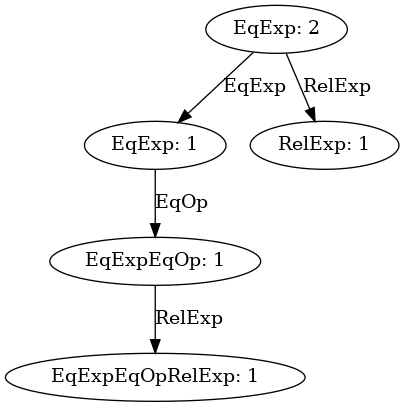 EqExp: 2
EqExp RelExp
EqExp: 1 RelExp: 1
EqOp
EqExpEqOp: 1
RelExp
EqExpEqOpRelExp: 1